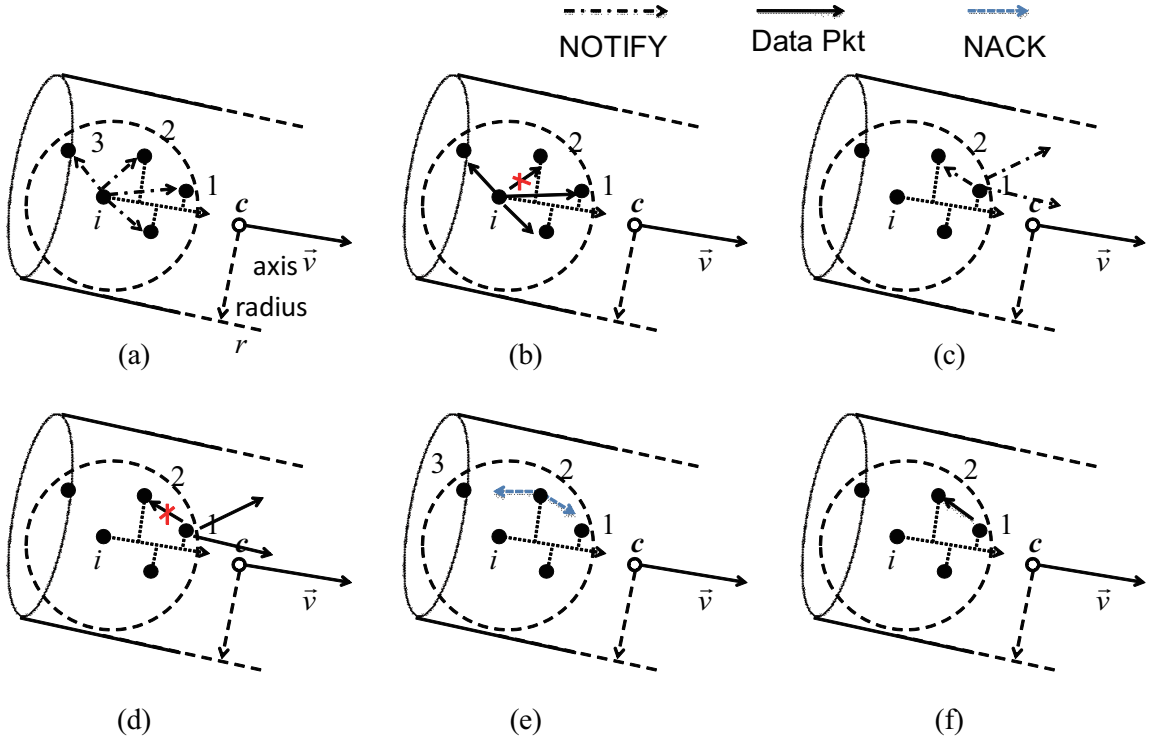 NOTIFY Data Pkt NACK
3 2 1 i c v⃗ axis radius r
(a)
2 1 i c v⃗
(b)
2 1 i c v⃗
(c)
2 1 i c v⃗
(d)
3 2 1 i c v⃗
(e)
2 1 i c v⃗
(f)